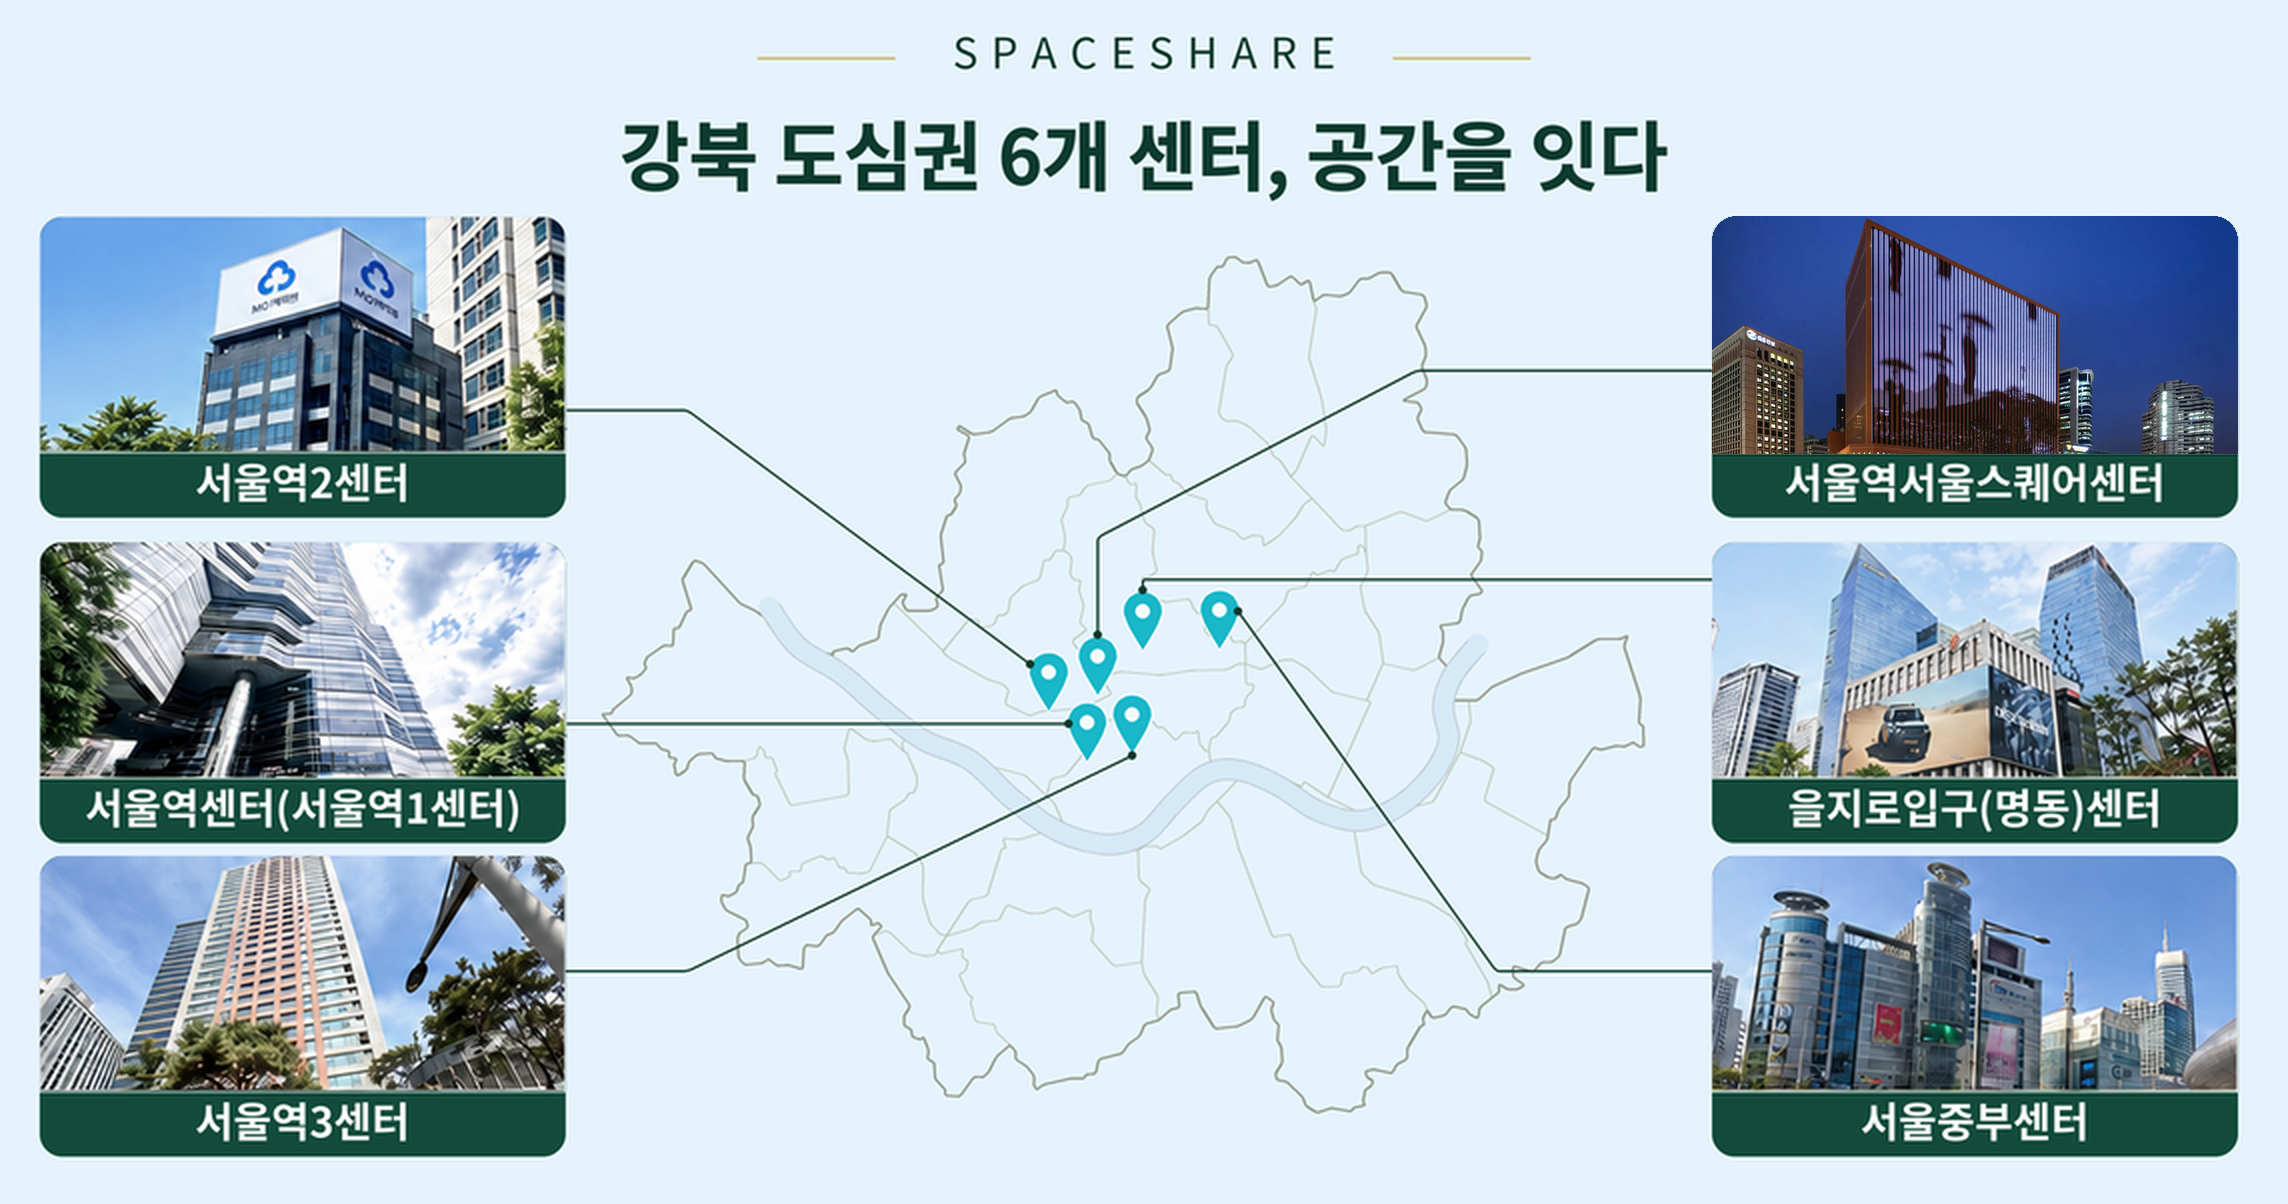 SPACESHARE
강북 도심권 6개 센터, 공간을 잇다
서울역2센터
서울역서울스퀘어센터
서울역센터(서울역1센터)
을지로입구(명동)센터
서울역3센터
서울중부센터